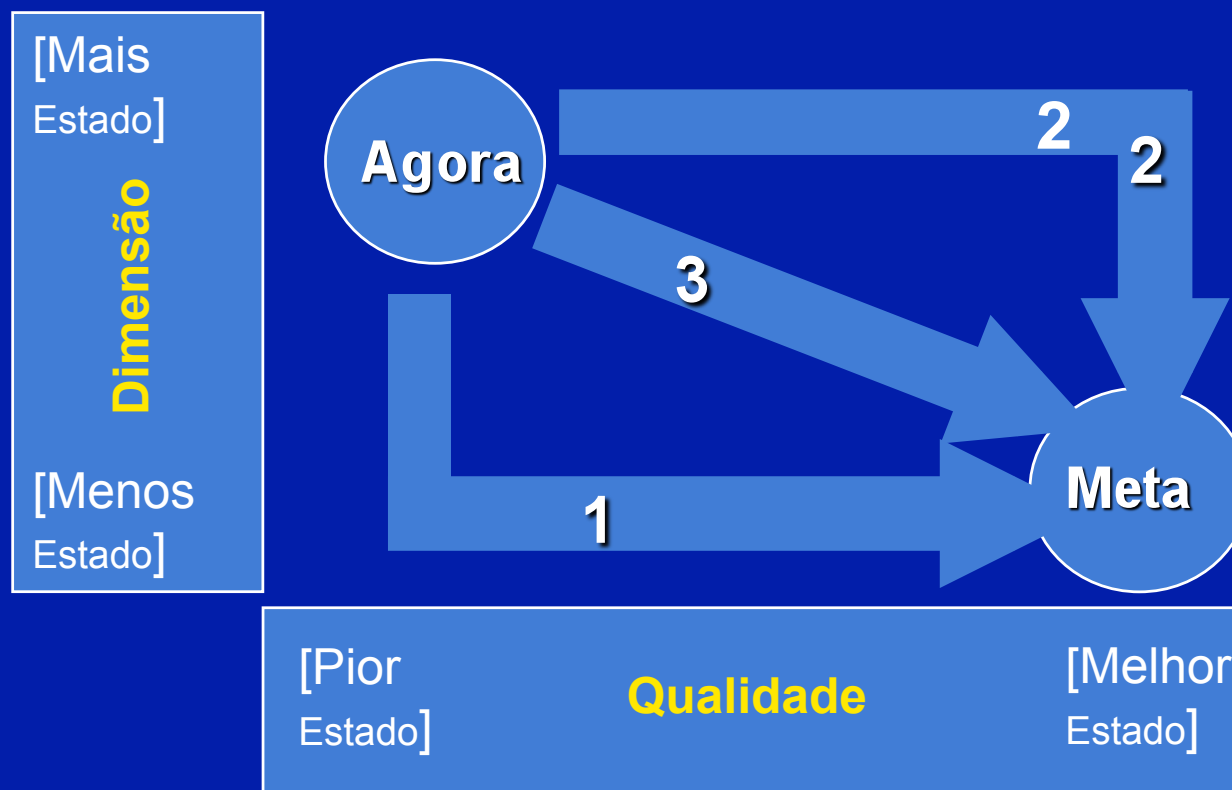 [Mais
Estado]
Dimensão
[Menos
Estado]
Agora
2
2
3
1
Meta
[Pior
Estado]
Qualidade
[Melhor
Estado]